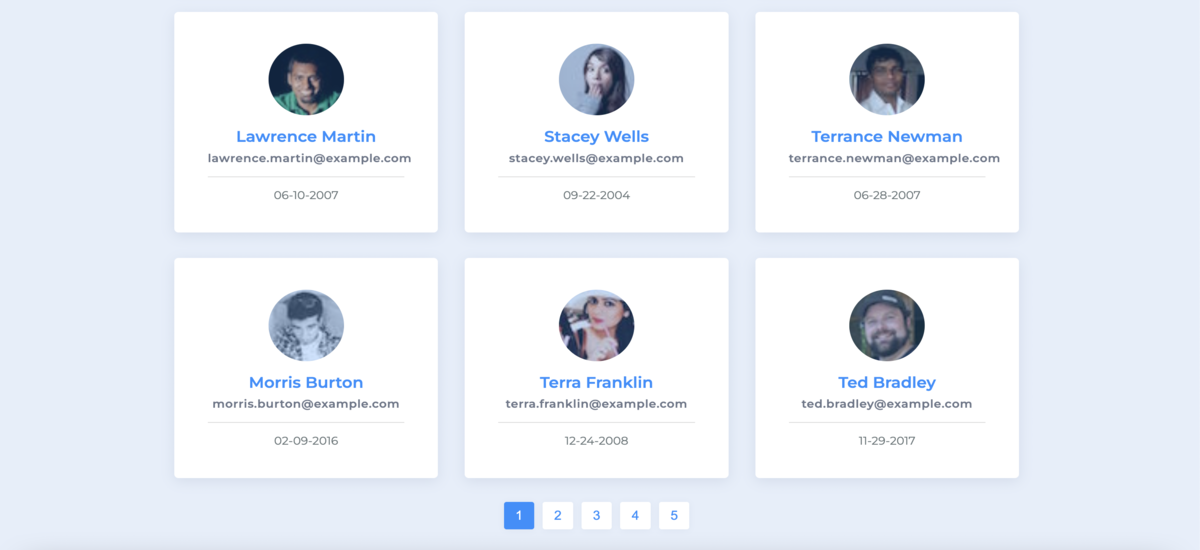 Lawrence Martin
lawrence.martin@example.com
06-10-2007
Stacey Wells
stacey.wells@example.com
09-22-2004
Terrance Newman
terrance.newman@example.com
06-28-2007
Morris Burton
morris.burton@example.com
02-09-2016
Terra Franklin
terra.franklin@example.com
12-24-2008
Ted Bradley
ted.bradley@example.com
11-29-2017
1 2 3 4 5